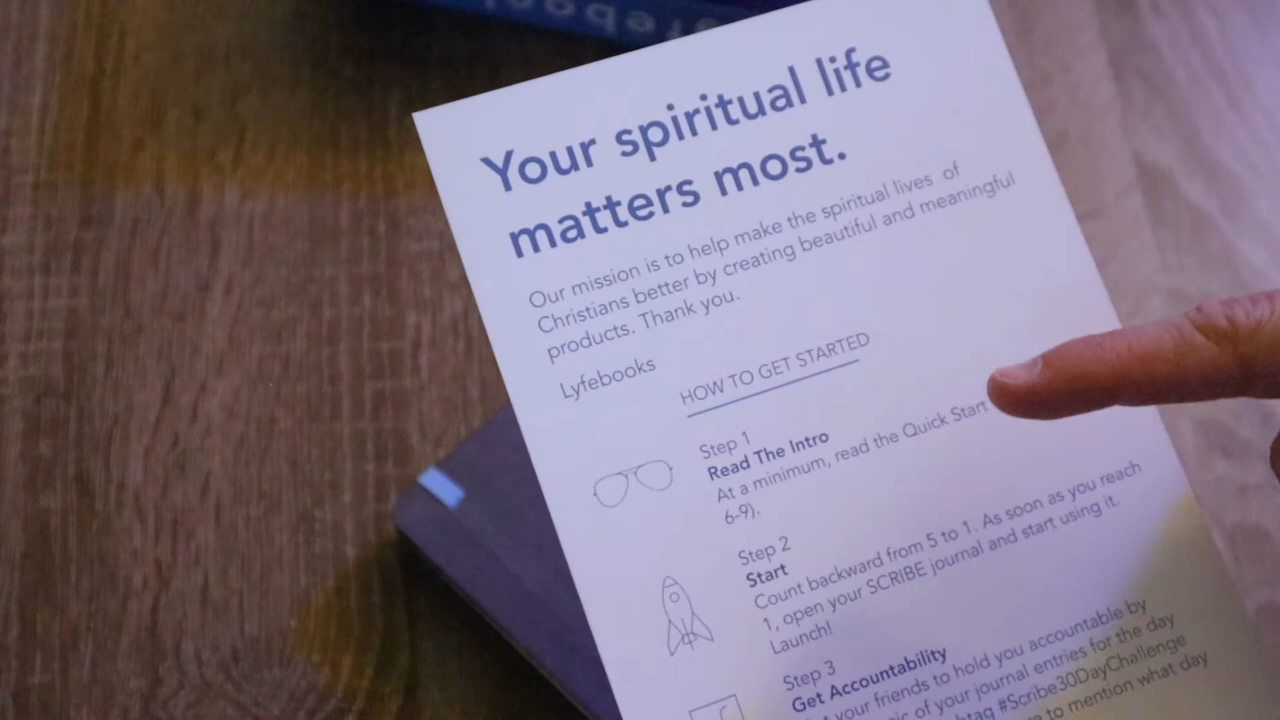 Your spiritual life
matters most.
Our mission is to help make the spiritual lives of
Christians better by creating beautiful and meaningful
products. Thank you.
Lyfebooks
HOW TO GET STARTED
Step 1
Read The Intro
At a minimum, read the Quick Start
6-9).
Step 2
Start
Count backward from 5 to 1. As soon as you reach
1, open your SCRIBE journal and start using it.
Launch!
Step 3
Get Accountability
your friends to hold you accountable by
of your journal entries for the day
#Scribe30DayChallenge
to mention what day